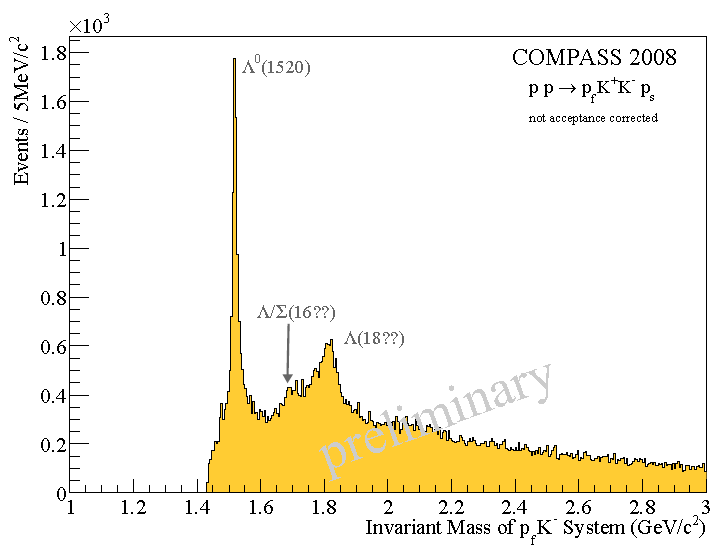 ×10³
Events / 5MeV/c²
1.8
1.6
1.4
1.2
1
0.8
0.6
0.4
0.2
0
COMPASS 2008
p p → p_f K⁺K⁻ p_s
not acceptance corrected
Λ⁰(1520)
Λ/Σ(16??)
Λ(18??)
preliminary
1 1.2 1.4 1.6 1.8 2 2.2 2.4 2.6 2.8 3
Invariant Mass of p_f K⁻ System (GeV/c²)